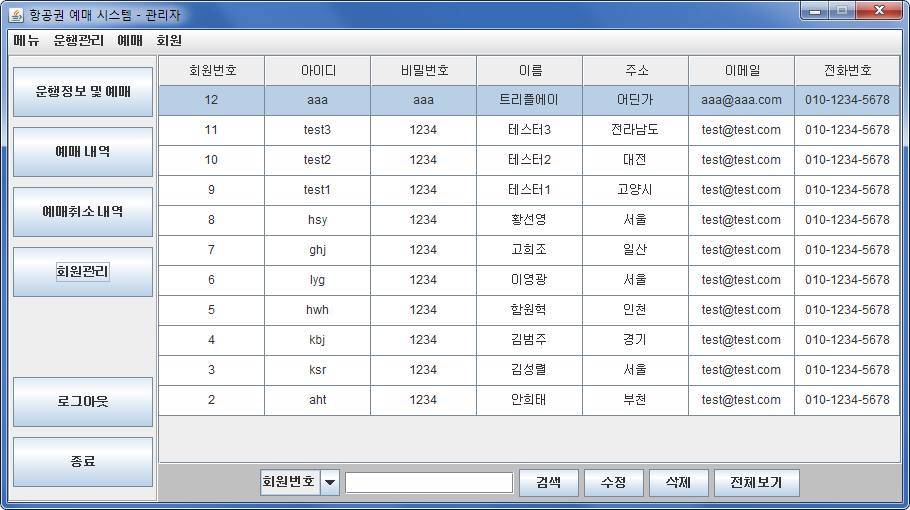 항공권 예매 시스템 - 관리자
메뉴 운행관리 예매 회원
운행정보 및 예매
예매 내역
예매취소 내역
회원관리
로그아웃
종료
회원번호 아이디 비밀번호 이름 주소 이메일 전화번호
12 aaa aaa 트리플에이 어딘가 aaa@aaa.com 010-1234-5678
11 test3 1234 테스터3 전라남도 test@test.com 010-1234-5678
10 test2 1234 테스터2 대전 test@test.com 010-1234-5678
9 test1 1234 테스터1 고양시 test@test.com 010-1234-5678
8 hsy 1234 황선영 서울 test@test.com 010-1234-5678
7 ghj 1234 고희조 일산 test@test.com 010-1234-5678
6 lyg 1234 이영광 서울 test@test.com 010-1234-5678
5 hwh 1234 함원혁 인천 test@test.com 010-1234-5678
4 kbj 1234 김범주 경기 test@test.com 010-1234-5678
3 ksr 1234 김성렬 서울 test@test.com 010-1234-5678
2 aht 1234 안희태 부천 test@test.com 010-1234-5678
회원번호 검색 수정 삭제 전체보기